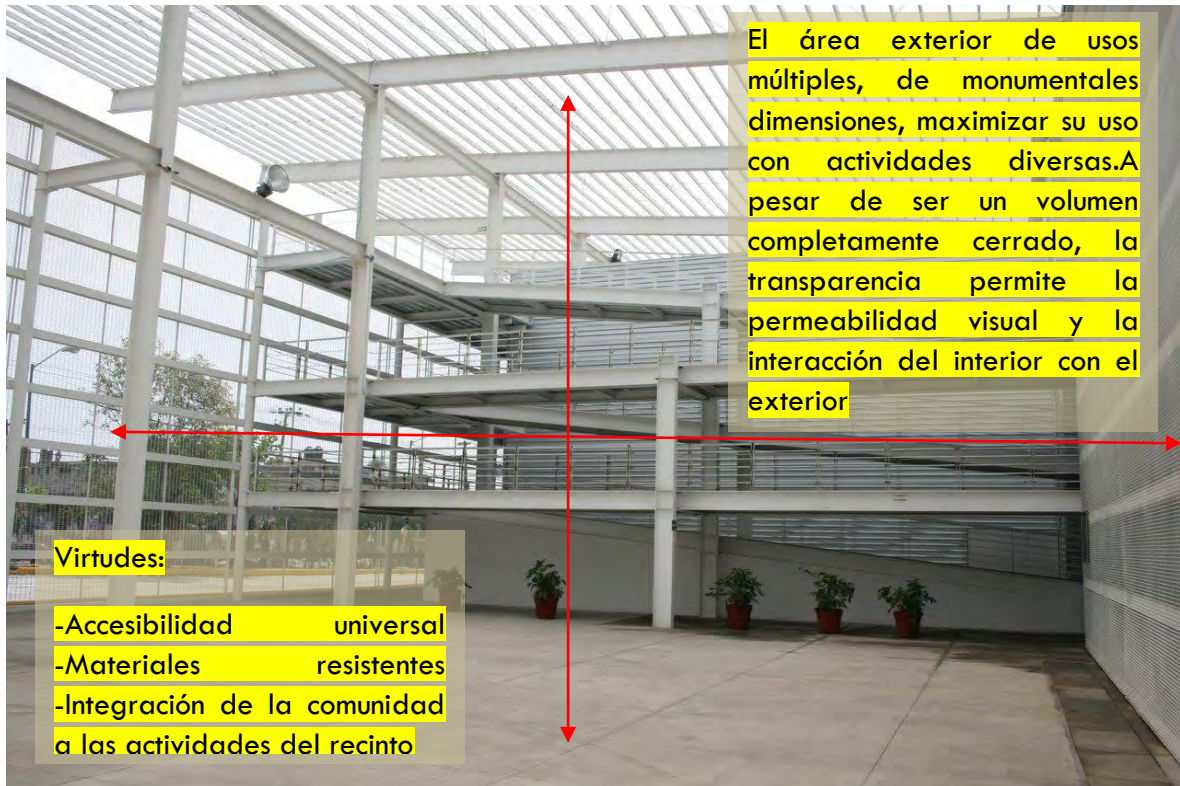 El área exterior de usos
múltiples, de monumentales
dimensiones, maximizar su uso
con actividades diversas.A
pesar de ser un volumen
completamente cerrado, la
transparencia permite la
permeabilidad visual y la
interacción del interior con el
exterior
Virtudes:
-Accesibilidad universal
-Materiales resistentes
-Integración de la comunidad
a las actividades del recinto